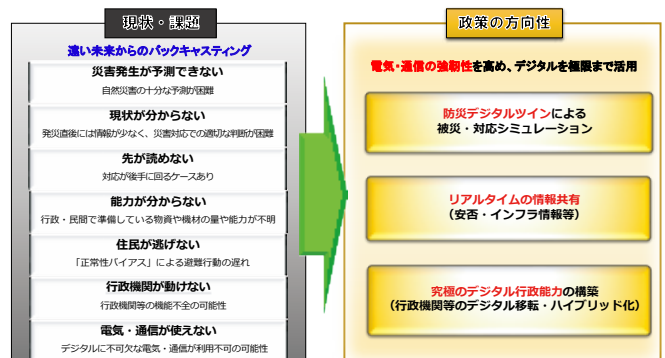 現状・課題
遠い未来からのバックキャスティング
災害発生が予測できない
自然災害の十分な予測が困難
現状が分からない
発災直後には情報が少なく、災害対応での適切な判断が困難
先が読めない
対応が後手に回るケースあり
能力が分からない
行政・民間で準備している物資や機材の量や能力が不明
住民が逃げない
「正常性バイアス」による避難行動の遅れ
行政機関が動けない
行政機関等の機能不全の可能性
電気・通信が使えない
デジタルに不可欠な電気・通信が利用不可の可能性
政策の方向性
電気・通信の強靭性を高め、デジタルを極限まで活用
防災デジタルツインによる
被災・対応シミュレーション
リアルタイムの情報共有
(安否・インフラ情報等)
究極のデジタル行政能力の構築
(行政機関等のデジタル移転・ハイブリッド化)